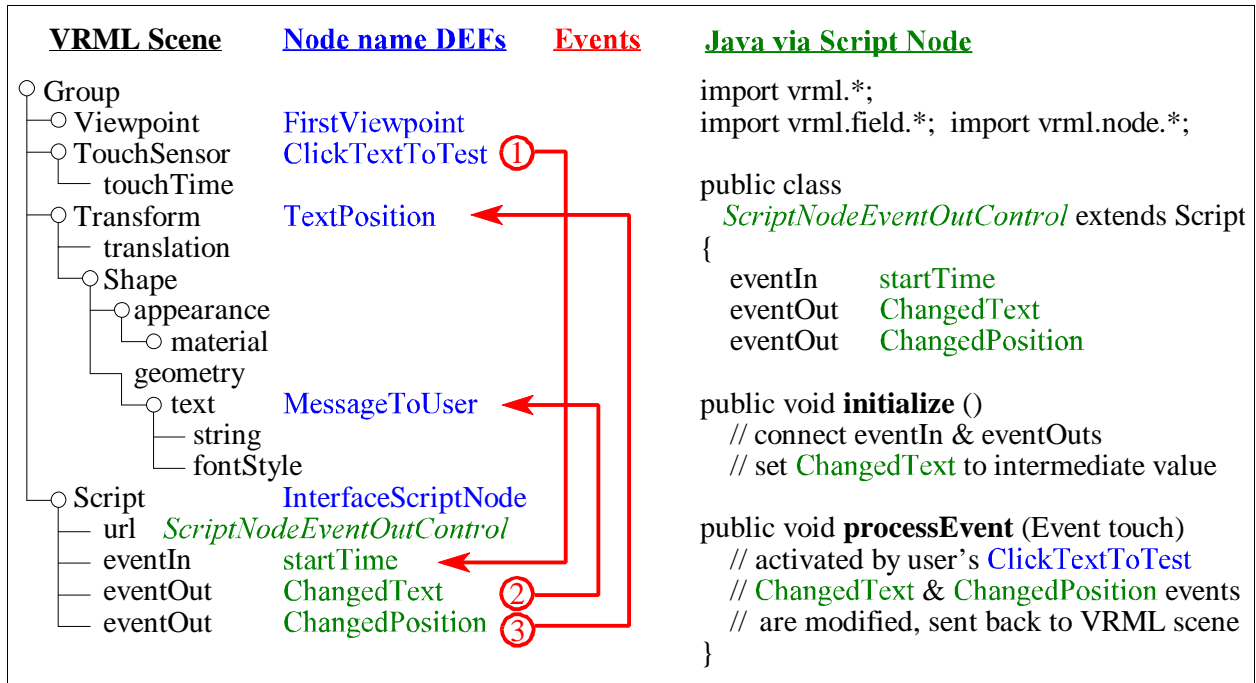 VRML Scene Node name DEFs Events Java via Script Node
Group
Viewpoint FirstViewpoint
TouchSensor ClickTextToTest 1
touchTime
Transform TextPosition
translation
Shape
appearance
material
geometry
text MessageToUser
string
fontStyle
Script InterfaceScriptNode
url ScriptNodeEventOutControl
eventIn startTime
eventOut ChangedText 2
eventOut ChangedPosition 3
import vrml.*;
import vrml.field.*; import vrml.node.*;
public class
ScriptNodeEventOutControl extends Script
{
eventIn startTime
eventOut ChangedText
eventOut ChangedPosition
public void initialize ()
// connect eventIn & eventOuts
// set ChangedText to intermediate value
public void processEvent (Event touch)
// activated by user's ClickTextToTest
// ChangedText & ChangedPosition events
// are modified, sent back to VRML scene
}